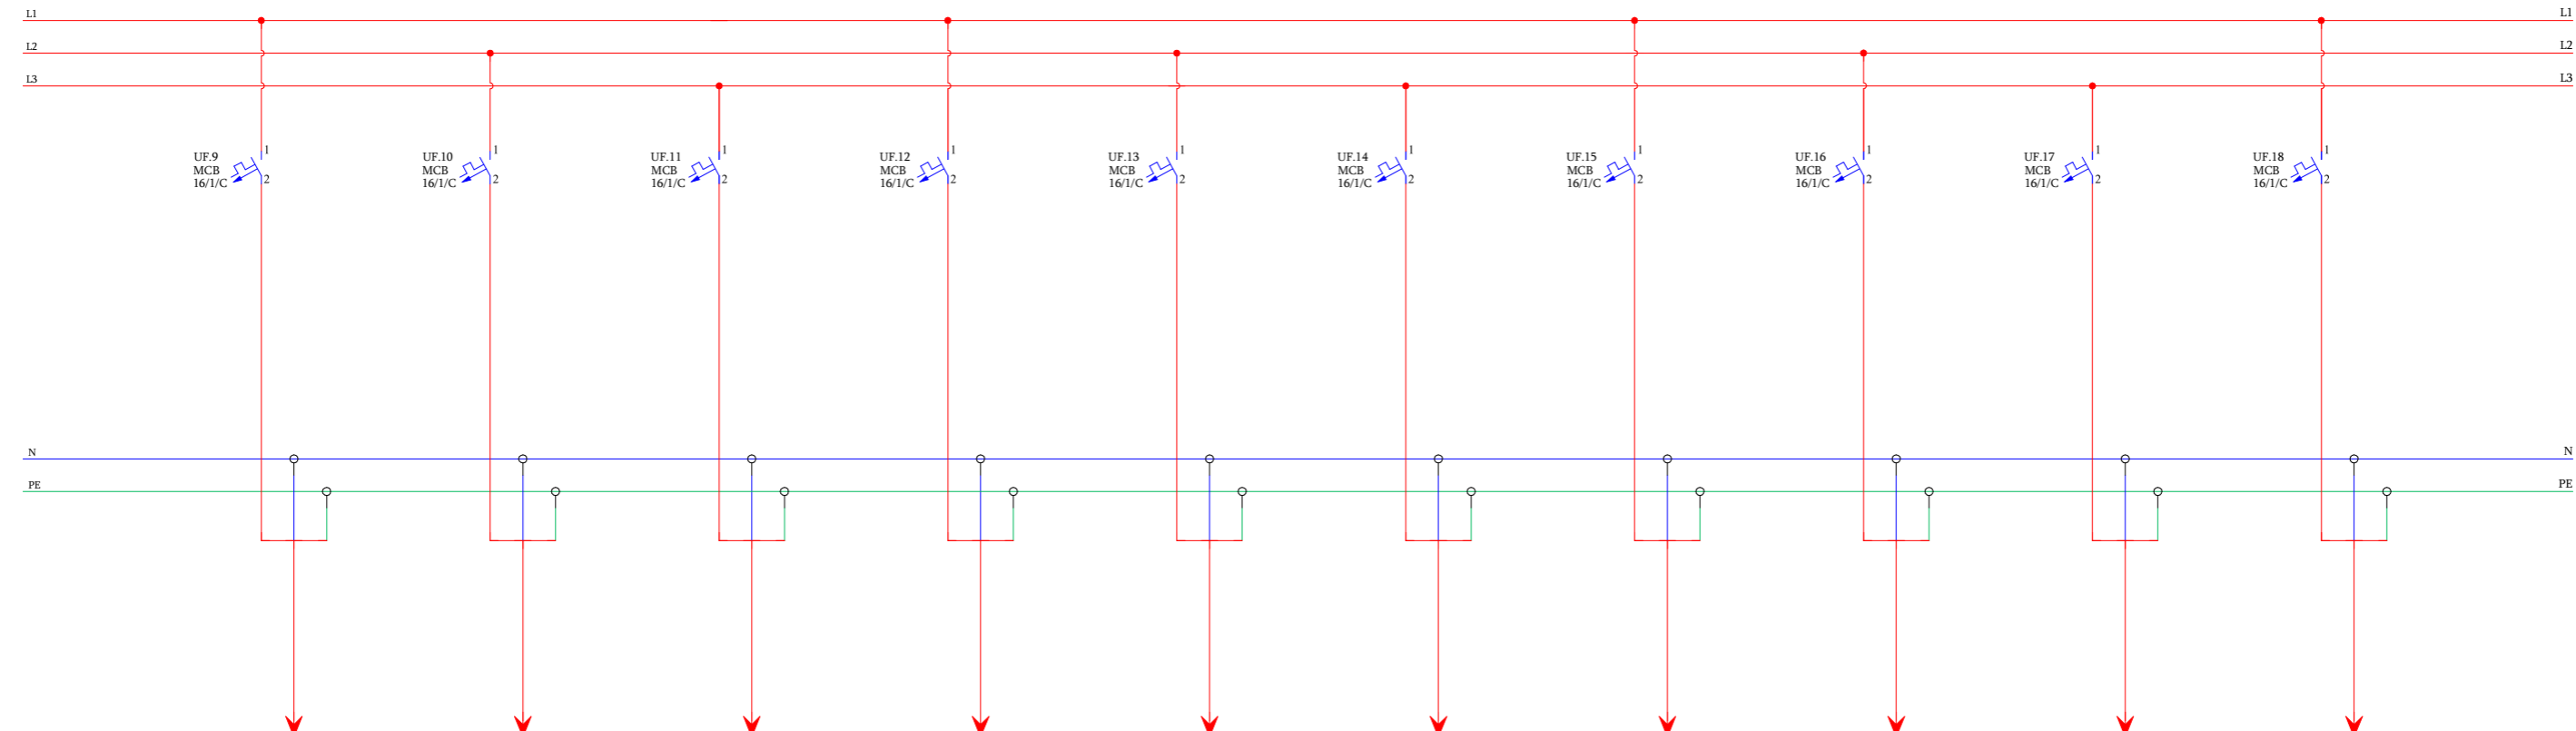 L1 L1
L2 L2
L3 L3
UF.9
MCB
16/1/C
1
2
UF.10
MCB
16/1/C
1
2
UF.11
MCB
16/1/C
1
2
UF.12
MCB
16/1/C
1
2
UF.13
MCB
16/1/C
1
2
UF.14
MCB
16/1/C
1
2
UF.15
MCB
16/1/C
1
2
UF.16
MCB
16/1/C
1
2
UF.17
MCB
16/1/C
1
2
UF.18
MCB
16/1/C
1
2
N N
PE PE